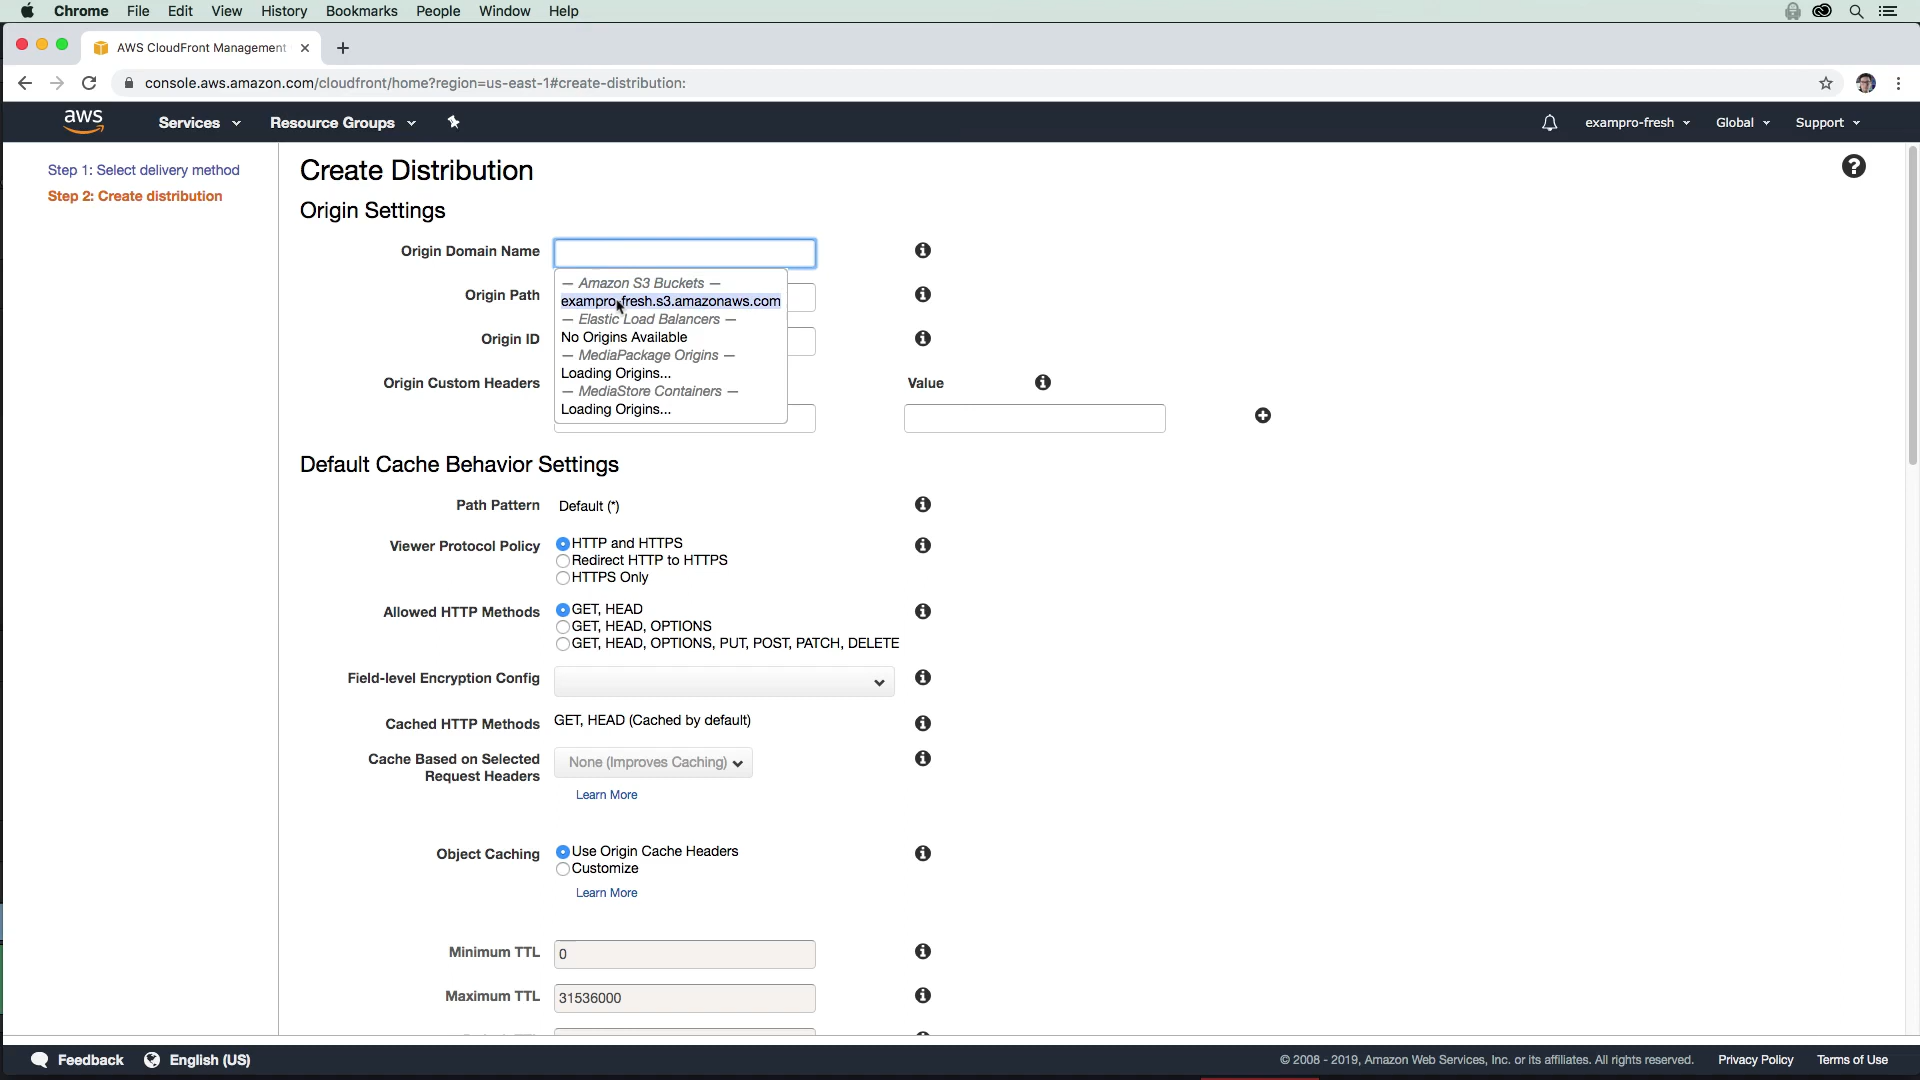 Chrome File Edit View History Bookmarks People Window Help
AWS CloudFront Management
console.aws.amazon.com/cloudfront/home?region=us-east-1#create-distribution:
aws Services Resource Groups exampro-fresh Global Support
Step 1: Select delivery method
Step 2: Create distribution
Create Distribution
Origin Settings
Origin Domain Name
— Amazon S3 Buckets —
Origin Path
exampro-fresh.s3.amazonaws.com
— Elastic Load Balancers —
Origin ID
No Origins Available
— MediaPackage Origins —
Loading Origins...
Origin Custom Headers
Value
— MediaStore Containers —
Loading Origins...
Default Cache Behavior Settings
Path Pattern Default (*)
Viewer Protocol Policy HTTP and HTTPS
Redirect HTTP to HTTPS
HTTPS Only
Allowed HTTP Methods GET, HEAD
GET, HEAD, OPTIONS
GET, HEAD, OPTIONS, PUT, POST, PATCH, DELETE
Field-level Encryption Config
Cached HTTP Methods GET, HEAD (Cached by default)
Cache Based on Selected
Request Headers
None (Improves Caching)
Learn More
Object Caching Use Origin Cache Headers
Customize
Learn More
Minimum TTL 0
Maximum TTL 31536000
Feedback English (US) © 2008 - 2019, Amazon Web Services, Inc. or its affiliates. All rights reserved. Privacy Policy Terms of Use